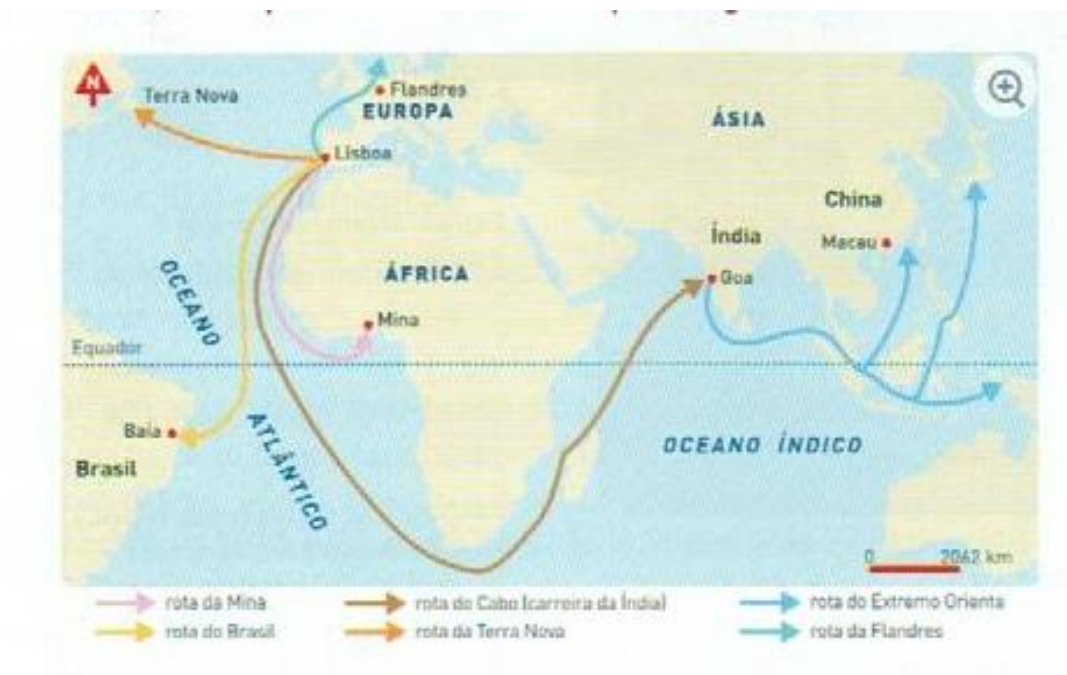 N
Terra Nova
Flandres
EUROPA
ÁSIA
Lisboa
China
Índia
Macau
OCEANO
ÁFRICA
Goa
Mina
Equador
Baía
ATLÂNTICO
OCEANO ÍNDICO
Brasil
0 2062 km
rota da Mina
rota do Cabo (carreira da Índia)
rota do Extremo Oriente
rota do Brasil
rota da Terra Nova
rota da Flandres